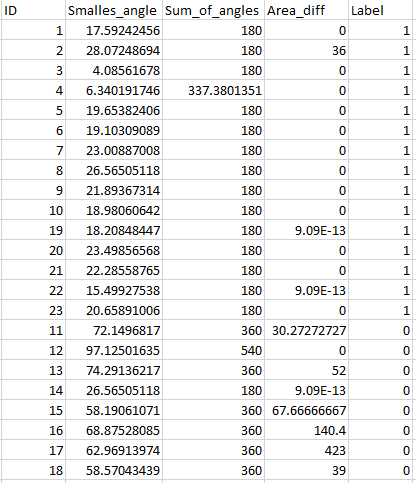 ID Smalles_angle Sum_of_angles Area_diff Label
1 17.59242456 180 0 1
2 28.07248694 180 36 1
3 4.08561678 180 0 1
4 6.340191746 337.3801351 0 1
5 19.65382406 180 0 1
6 19.10309089 180 0 1
7 23.00887008 180 0 1
8 26.56505118 180 0 1
9 21.89367314 180 0 1
10 18.98060642 180 0 1
19 18.20848447 180 9.09E-13 1
20 23.49856568 180 0 1
21 22.28558765 180 0 1
22 15.49927538 180 9.09E-13 1
23 20.65891006 180 0 1
11 72.1496817 360 30.27272727 0
12 97.12501635 540 0 0
13 74.29136217 360 52 0
14 26.56505118 180 9.09E-13 0
15 58.19061071 360 67.66666667 0
16 68.87528085 360 140.4 0
17 62.96913974 360 423 0
18 58.57043439 360 39 0